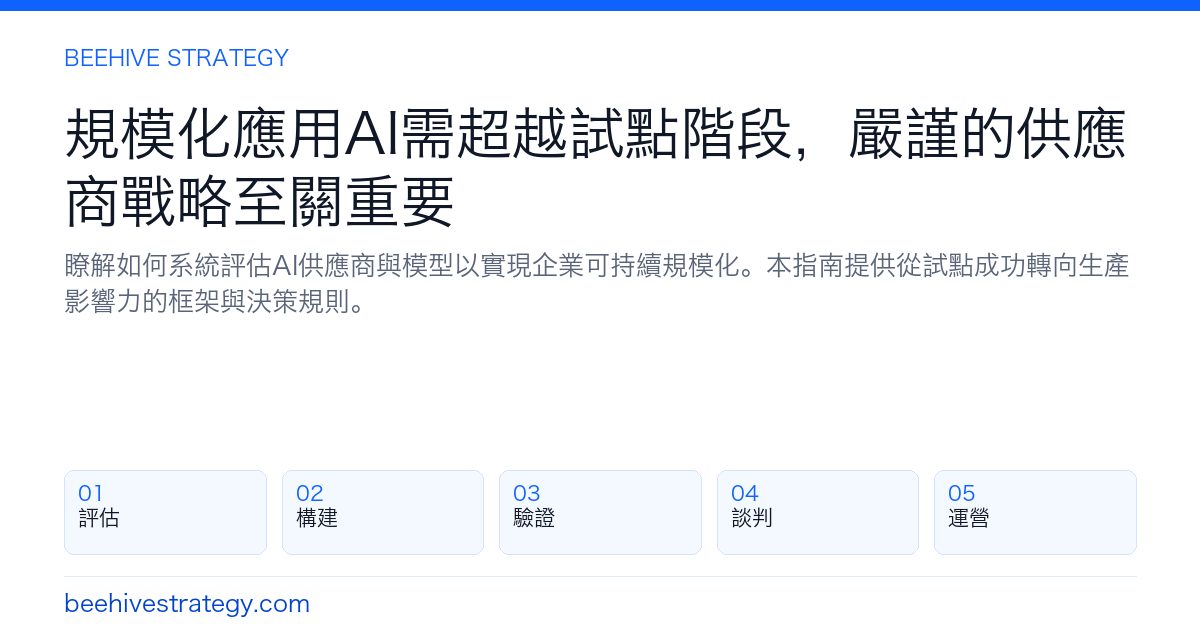 BEEHIVE STRATEGY
規模化應用AI需超越試點階段，嚴謹的供應
商戰略至關重要
瞭解如何系統評估AI供應商與模型以實現企業可持續規模化。本指南提供從試點成功轉向生產
影響力的框架與決策規則。
01
評估
02
構建
03
驗證
04
談判
05
運營
beehivestrategy.com